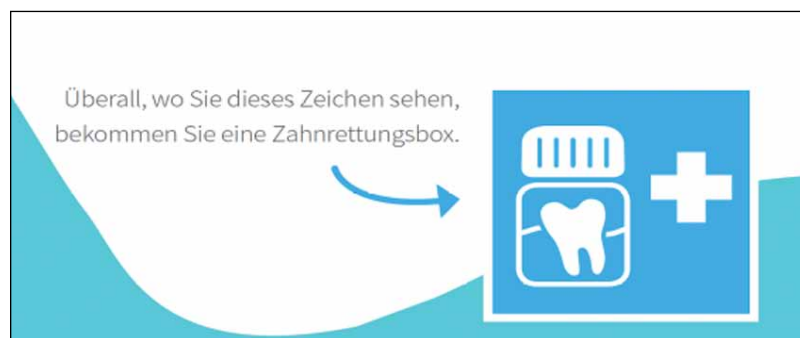 Überall, wo Sie dieses Zeichen sehen,
bekommen Sie eine Zahnrettungsbox.